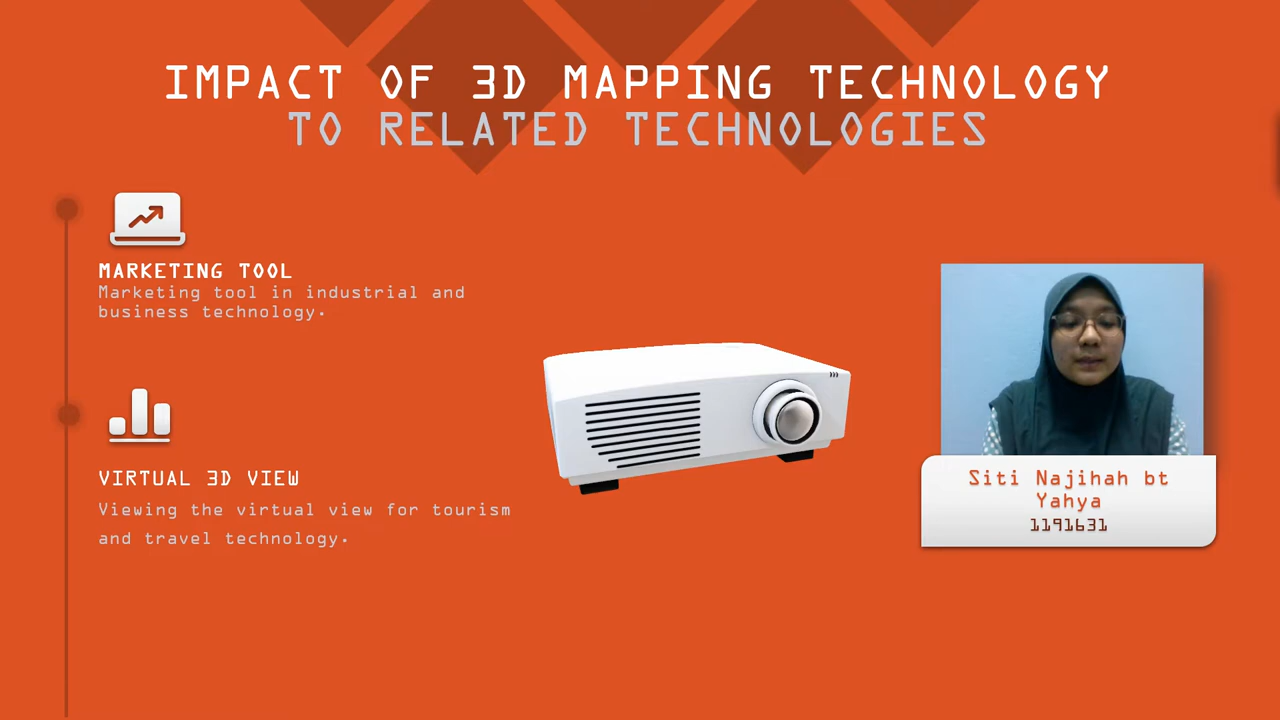 IMPACT OF 3D MAPPING TECHNOLOGY
TO RELATED TECHNOLOGIES
MARKETING TOOL
Marketing tool in industrial and
business technology.
VIRTUAL 3D VIEW
Viewing the virtual view for tourism
and travel technology.
Siti Najihah bt
Yahya
1191631